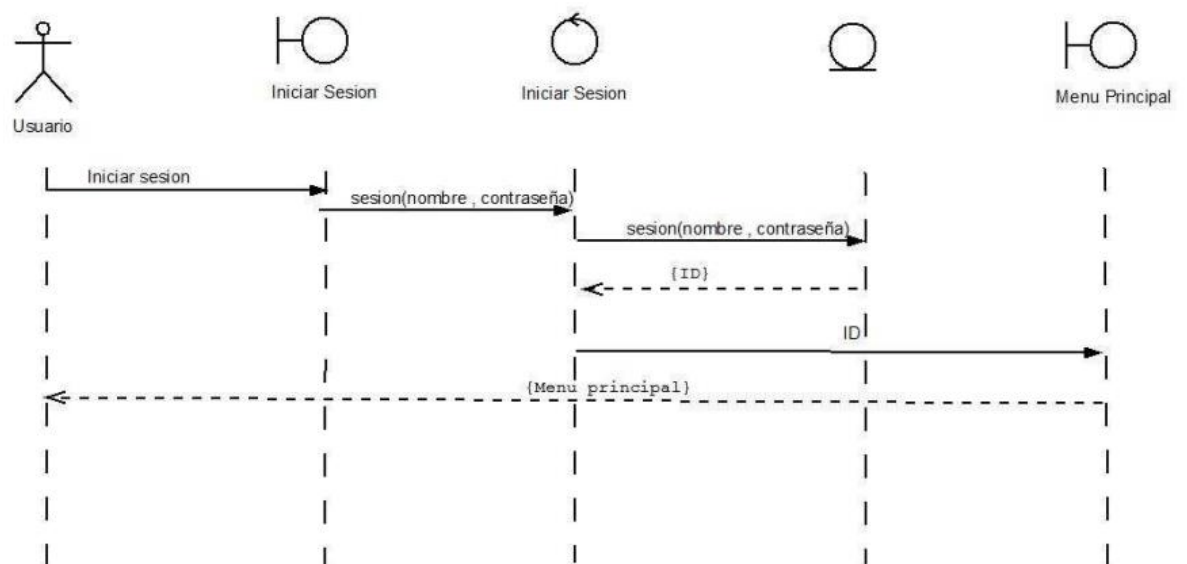 Iniciar Sesion
Iniciar Sesion
Menu Principal
Usuario
Iniciar sesion
sesion(nombre , contraseña)
sesion(nombre , contraseña)
{ID}
ID
{Menu principal}